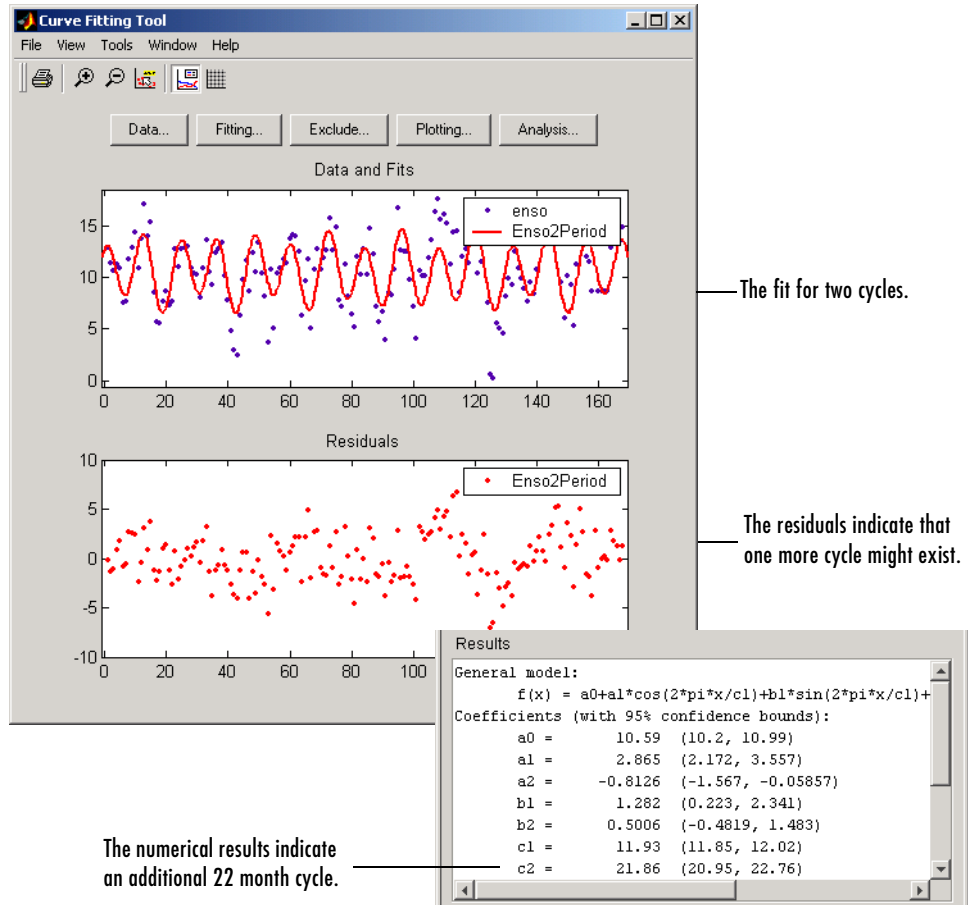 Curve Fitting Tool
File View Tools Window Help
Data... Fitting... Exclude... Plotting... Analysis...
Data and Fits
15
10
5
0
enso
Enso2Period
0 20 40 60 80 100 120 140 160
The fit for two cycles.
Residuals
10
5
0
-5
-10
Enso2Period
0 20 40 60 80 100
The residuals indicate that
one more cycle might exist.
Results
General model:
f(x) = a0+a1*cos(2*pi*x/c1)+b1*sin(2*pi*x/c1)+
Coefficients (with 95% confidence bounds):
a0 = 10.59 (10.2, 10.99)
a1 = 2.865 (2.172, 3.557)
a2 = -0.8126 (-1.567, -0.05857)
b1 = 1.282 (0.223, 2.341)
b2 = 0.5006 (-0.4819, 1.483)
c1 = 11.93 (11.85, 12.02)
c2 = 21.86 (20.95, 22.76)
The numerical results indicate
an additional 22 month cycle.